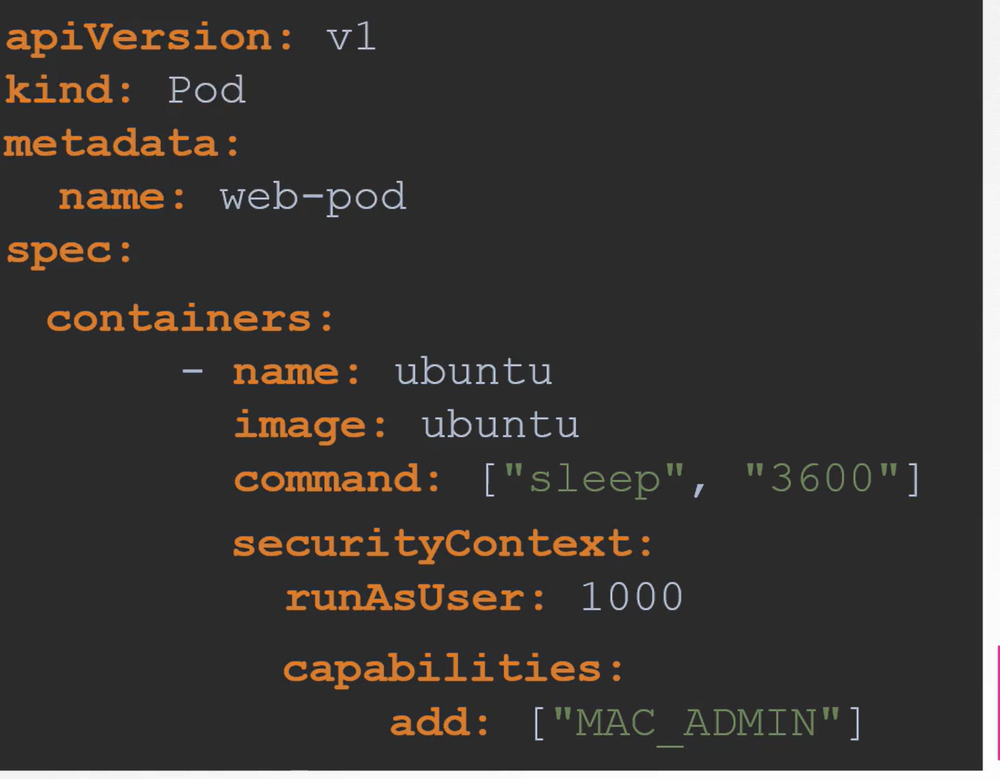 apiVersion: v1
kind: Pod
metadata:
  name: web-pod
spec:
  containers:
      - name: ubuntu
        image: ubuntu
        command: ["sleep", "3600"]
        securityContext:
          runAsUser: 1000
          capabilities:
              add: ["MAC_ADMIN"]